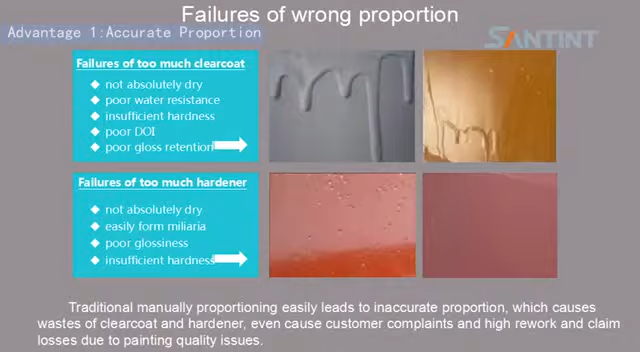 Failures of wrong proportion
Advantage 1:Accurate Proportion
SANTINT
Failures of too much clearcoat
◆ not absolutely dry
◆ poor water resistance
◆ insufficient hardness
◆ poor DOI
◆ poor gloss retention
Failures of too much hardener
◆ not absolutely dry
◆ easily form miliaria
◆ poor glossiness
◆ insufficient hardness
Traditional manually proportioning easily leads to inaccurate proportion, which causes
wastes of clearcoat and hardener, even cause customer complaints and high rework and claim
losses due to painting quality issues.